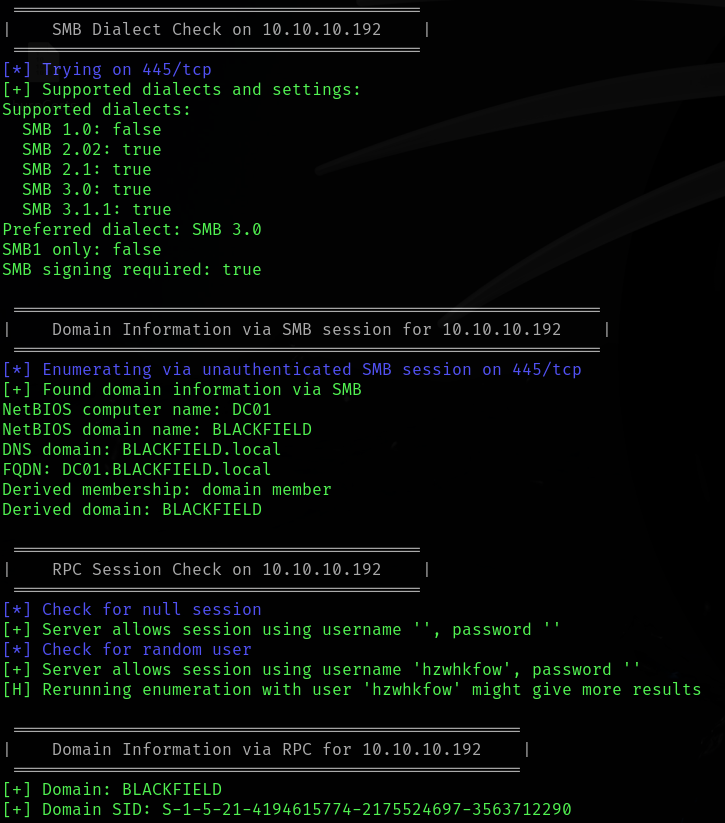 ========================================
|    SMB Dialect Check on 10.10.10.192    |
 ========================================
[*] Trying on 445/tcp
[+] Supported dialects and settings:
Supported dialects:
  SMB 1.0: false
  SMB 2.02: true
  SMB 2.1: true
  SMB 3.0: true
  SMB 3.1.1: true
Preferred dialect: SMB 3.0
SMB1 only: false
SMB signing required: true

 ==========================================================
|    Domain Information via SMB session for 10.10.10.192    |
 ==========================================================
[*] Enumerating via unauthenticated SMB session on 445/tcp
[+] Found domain information via SMB
NetBIOS computer name: DC01
NetBIOS domain name: BLACKFIELD
DNS domain: BLACKFIELD.local
FQDN: DC01.BLACKFIELD.local
Derived membership: domain member
Derived domain: BLACKFIELD

 ========================================
|    RPC Session Check on 10.10.10.192    |
 ========================================
[*] Check for null session
[+] Server allows session using username '', password ''
[*] Check for random user
[+] Server allows session using username 'hzwhkfow', password ''
[H] Rerunning enumeration with user 'hzwhkfow' might give more results

 ==================================================
|    Domain Information via RPC for 10.10.10.192    |
 ==================================================
[+] Domain: BLACKFIELD
[+] Domain SID: S-1-5-21-4194615774-2175524697-3563712290